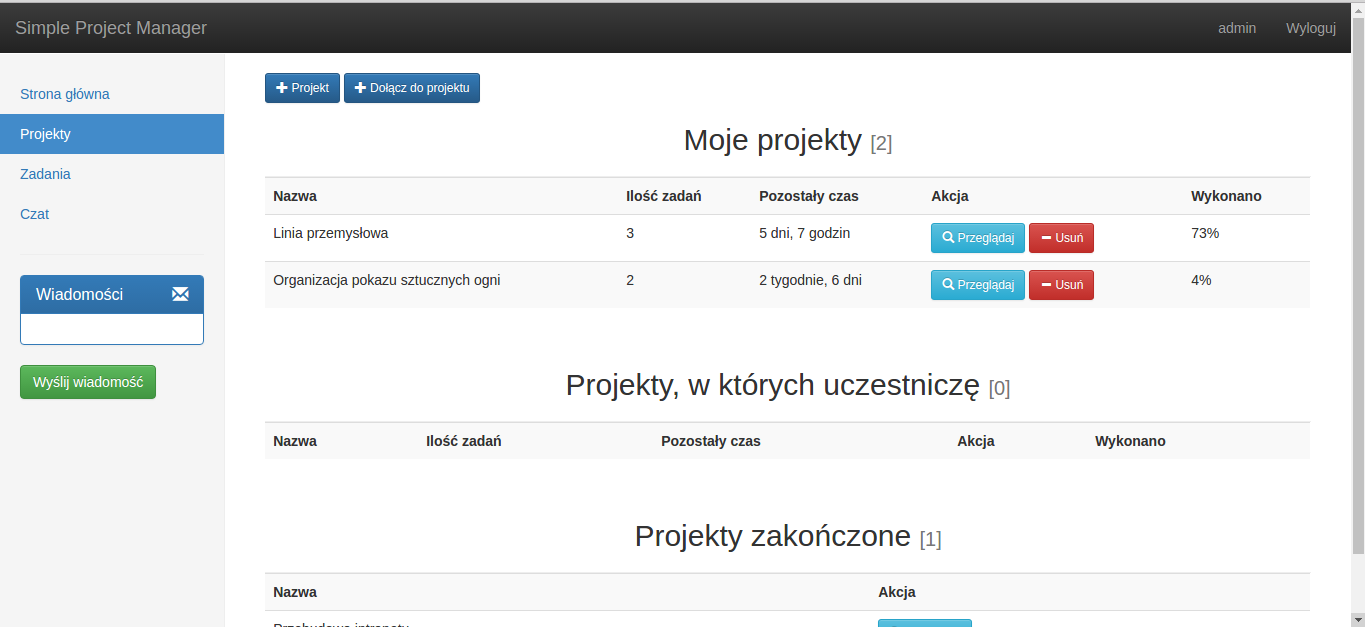 Simple Project Manager admin Wyloguj
Strona główna
Projekty
Zadania
Czat
Wiadomości
Wyślij wiadomość
Projekt Dołącz do projektu
Moje projekty [2]
Nazwa Ilość zadań Pozostały czas Akcja Wykonano
Linia przemysłowa 3 5 dni, 7 godzin Przeglądaj Usuń 73%
Organizacja pokazu sztucznych ogni 2 2 tygodnie, 6 dni Przeglądaj Usuń 4%
Projekty, w których uczestniczę [0]
Nazwa Ilość zadań Pozostały czas Akcja Wykonano
Projekty zakończone [1]
Nazwa Akcja